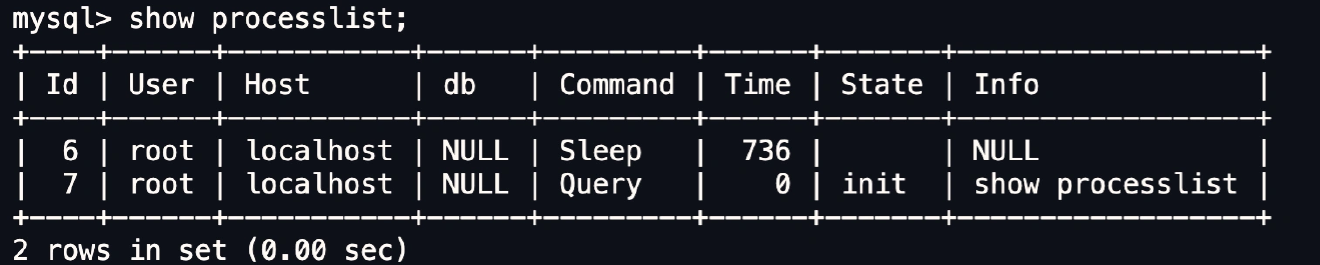 mysql> show processlist;
+----+------+-----------+------+---------+------+-------+------------------+
| Id | User | Host      | db   | Command | Time | State | Info             |
+----+------+-----------+------+---------+------+-------+------------------+
|  6 | root | localhost | NULL | Sleep   |  736 |       | NULL             |
|  7 | root | localhost | NULL | Query   |    0 | init  | show processlist |
+----+------+-----------+------+---------+------+-------+------------------+
2 rows in set (0.00 sec)